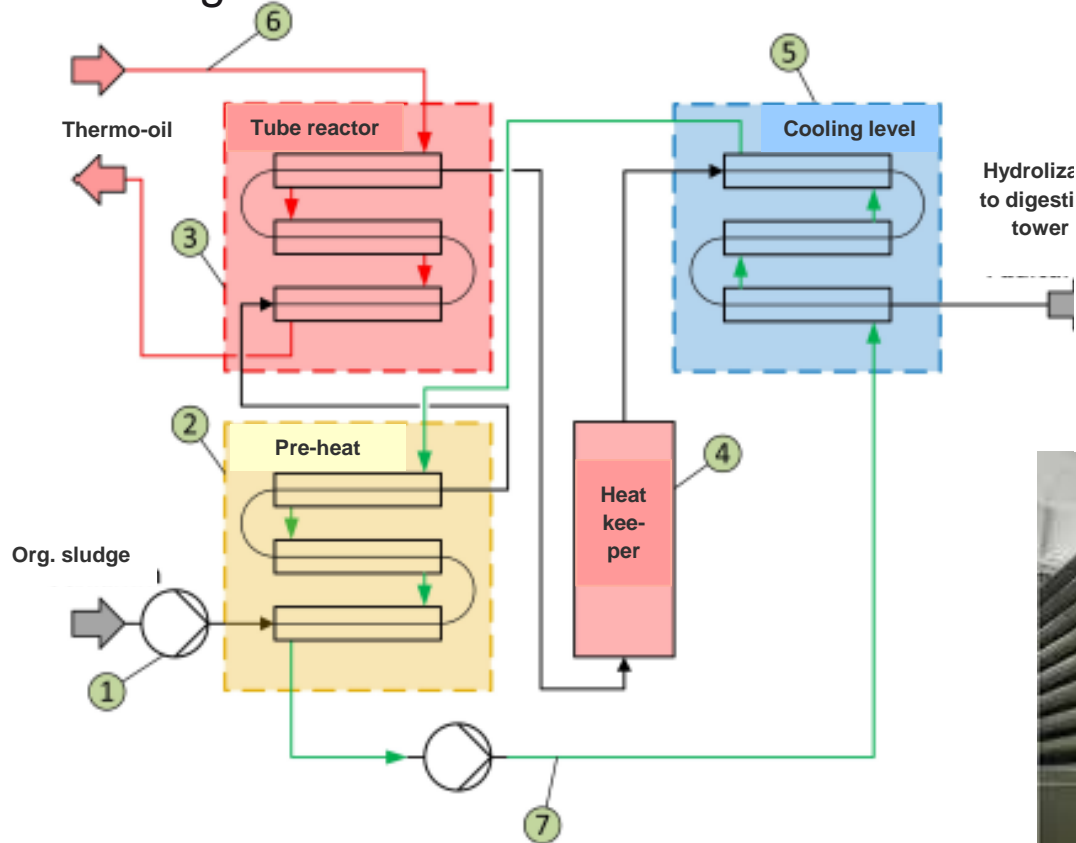 6
5
Thermo-oil
Tube reactor
Cooling level
to digesti
tower
3
2
Pre-heat
4
Heat
kee-
per
Org. sludge
1
7